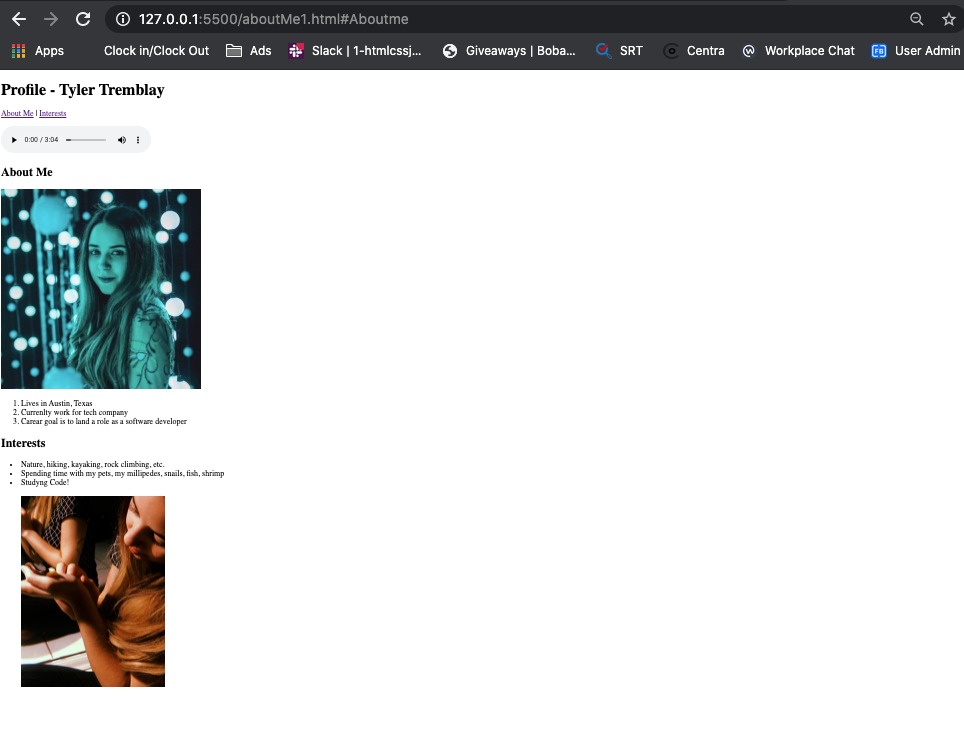 127.0.0.1:5500/aboutMe1.html#Aboutme
Apps Clock in/Clock Out Ads Slack | 1-htmlcssj... Giveaways | Boba... SRT Centra Workplace Chat FB User Admin
Profile - Tyler Tremblay
About Me | Interests
0:00 / 3:04
About Me
1. Lives in Austin, Texas
2. Currenlty work for tech company
3. Carear goal is to land a role as a software developer
Interests
• Nature, hiking, kayaking, rock climbing, etc.
• Spending time with my pets, my millipedes, snails, fish, shrimp
• Studyng Code!